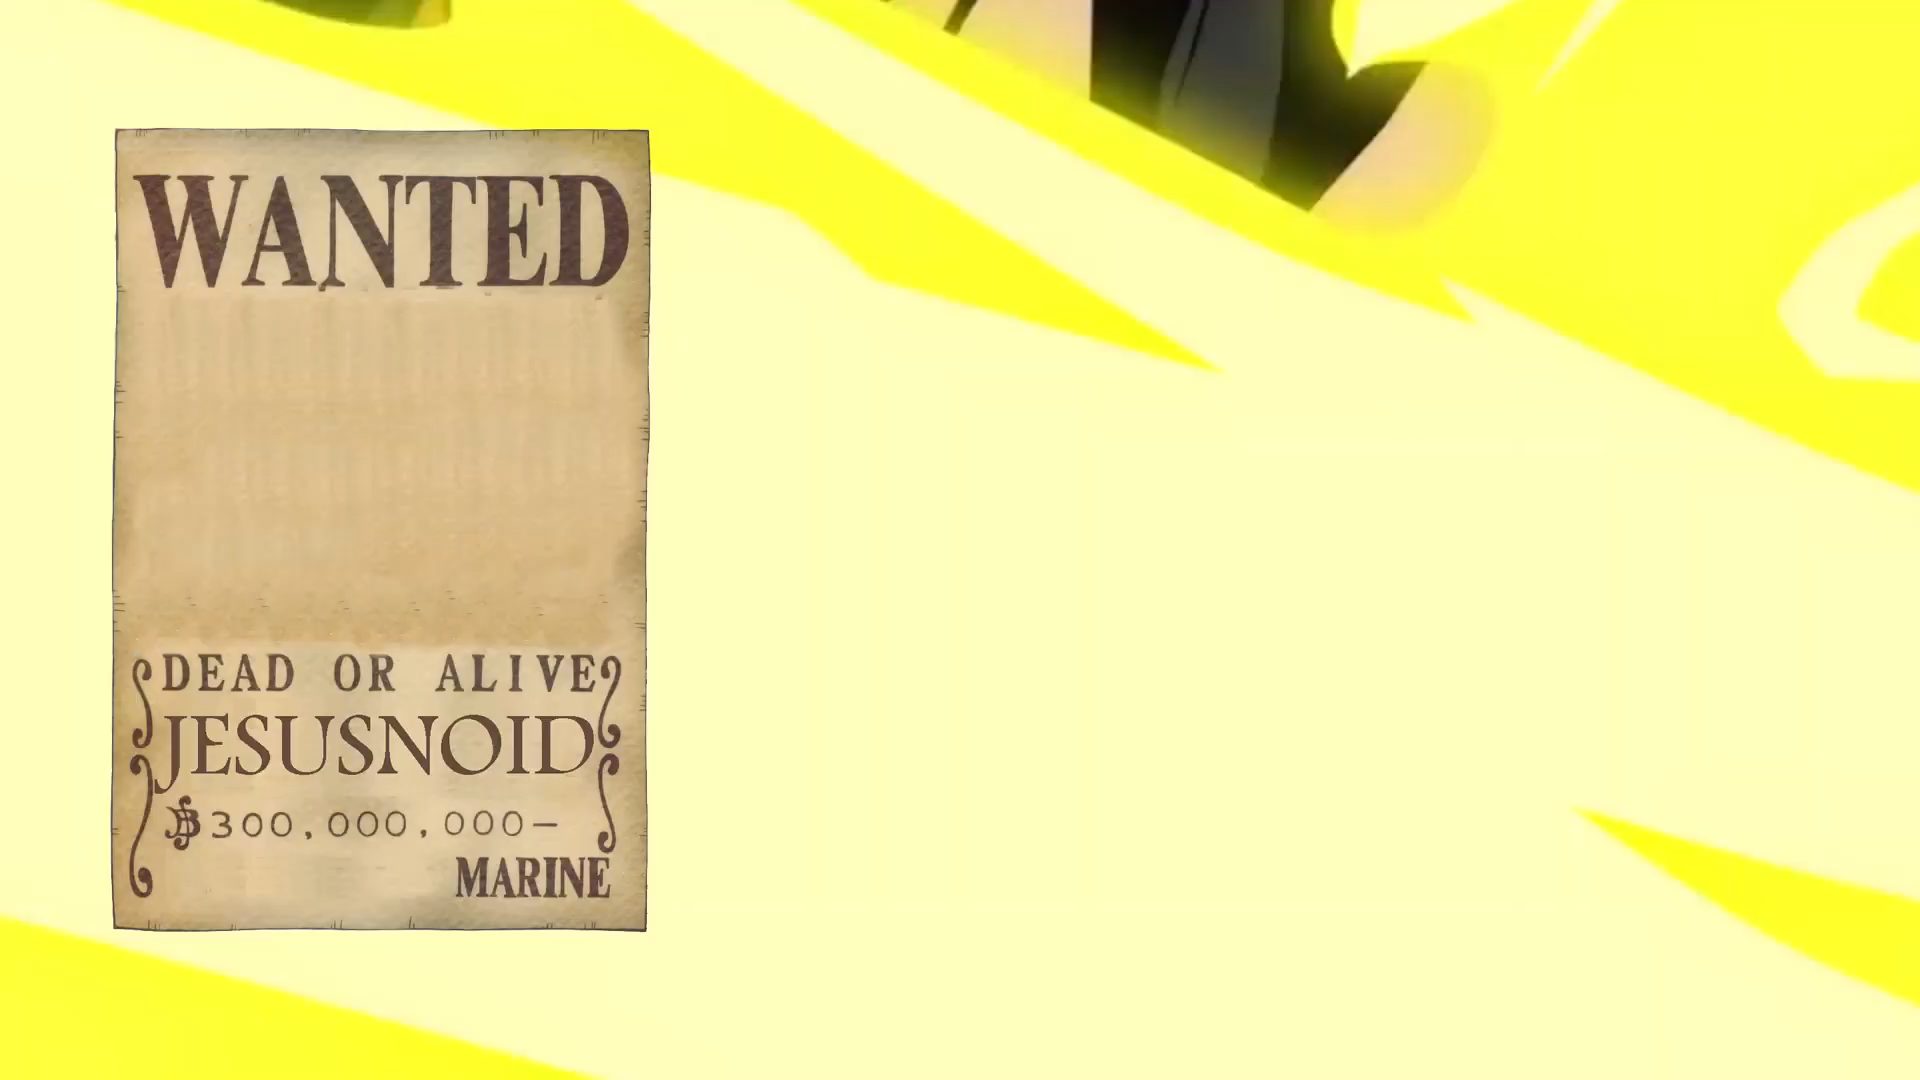 WANTED
DEAD OR ALIVE
JESUSNOID
฿300,000,000—
MARINE